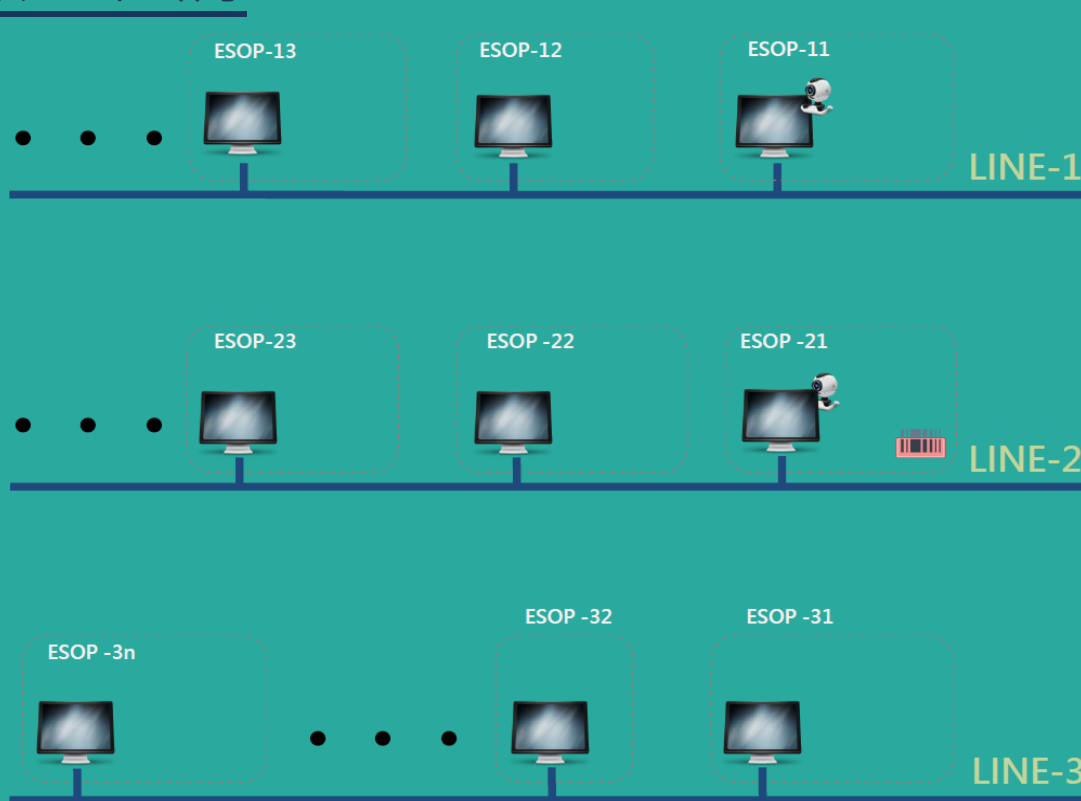 ESOP-13
ESOP-12
ESOP-11
LINE-1
ESOP-23
ESOP -22
ESOP -21
LINE-2
ESOP -32
ESOP -31
ESOP -3n
LINE-3